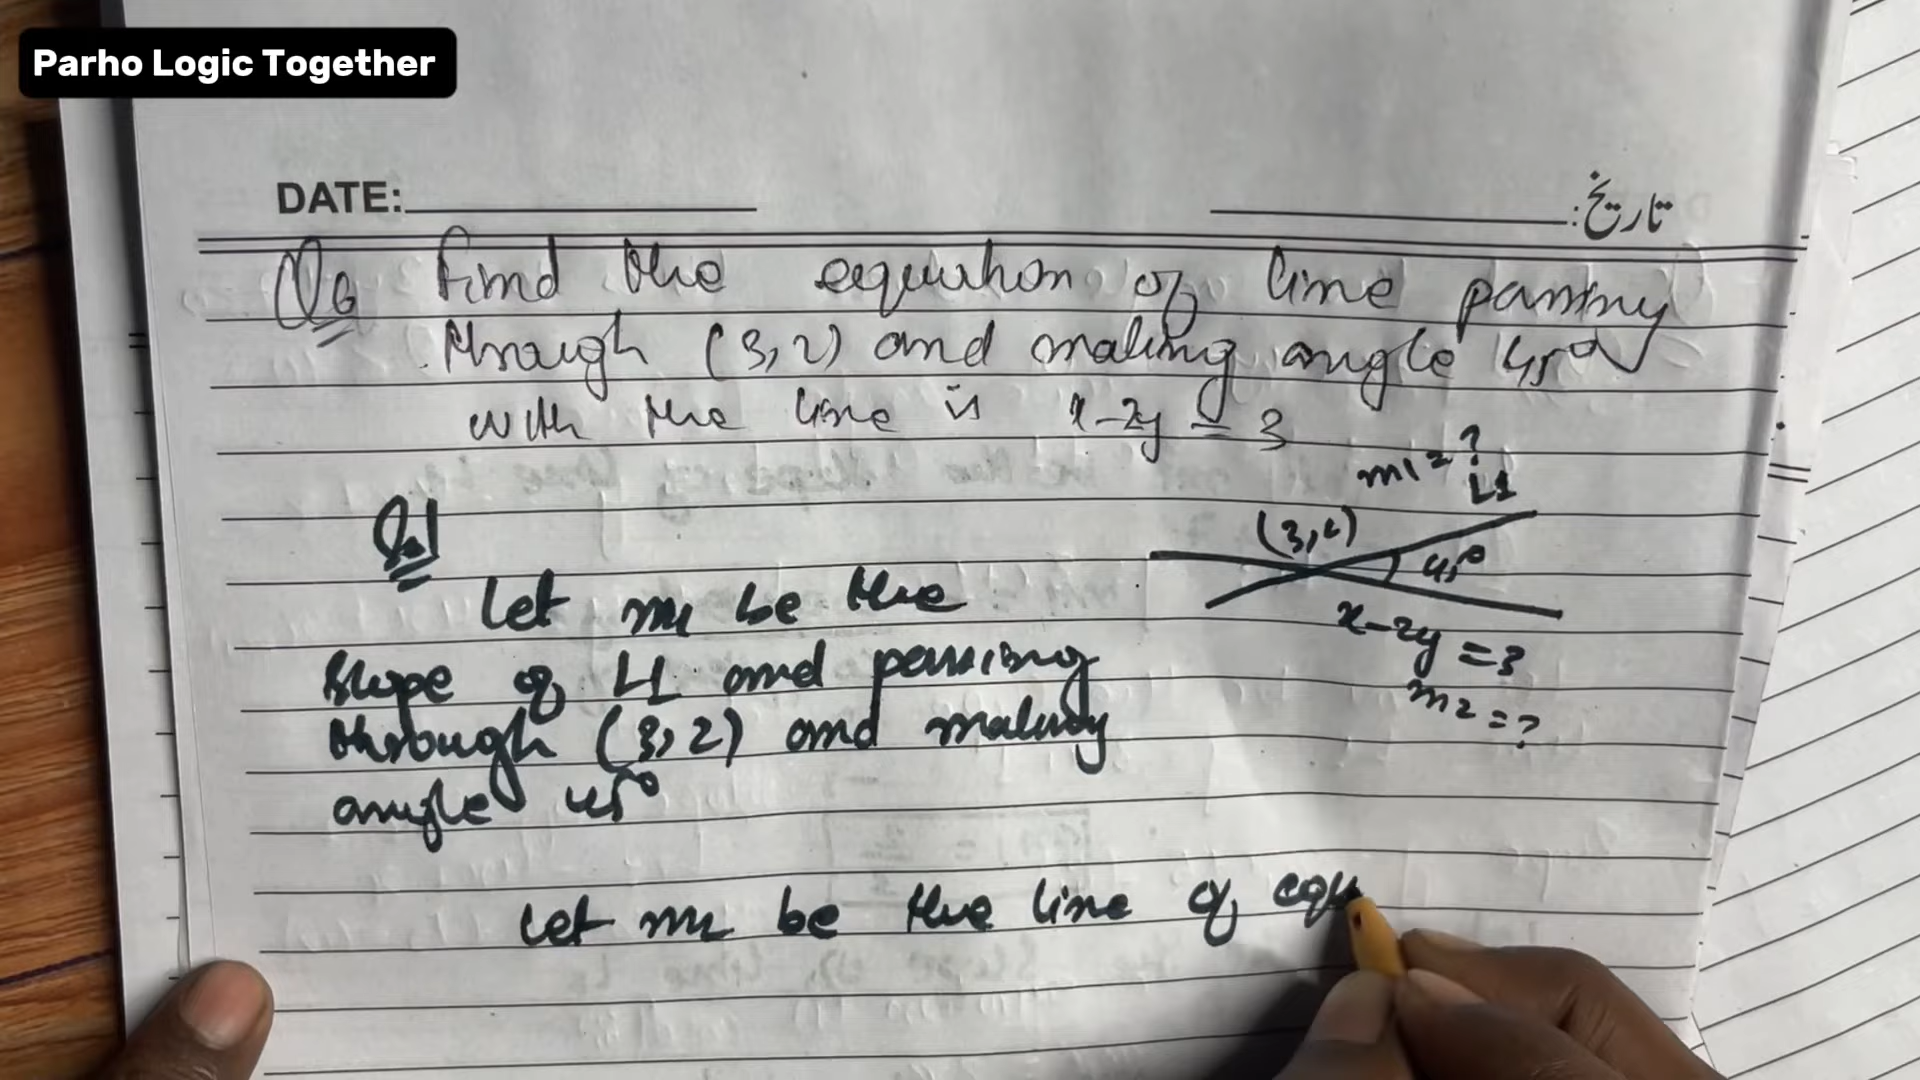 Parho Logic Together
DATE:
تاریخ:
Q6 Find the equation of line passing
through (3,2) and making angle 45°
with the line is x-2y = 3
m1 = ?
L1
(3,2)
45°
x-2y = 3
m2 = ?
Sol
Let m1 be the
slope of L1 and passing
through (3,2) and making
angle 45°
Let m2 be the line of equ